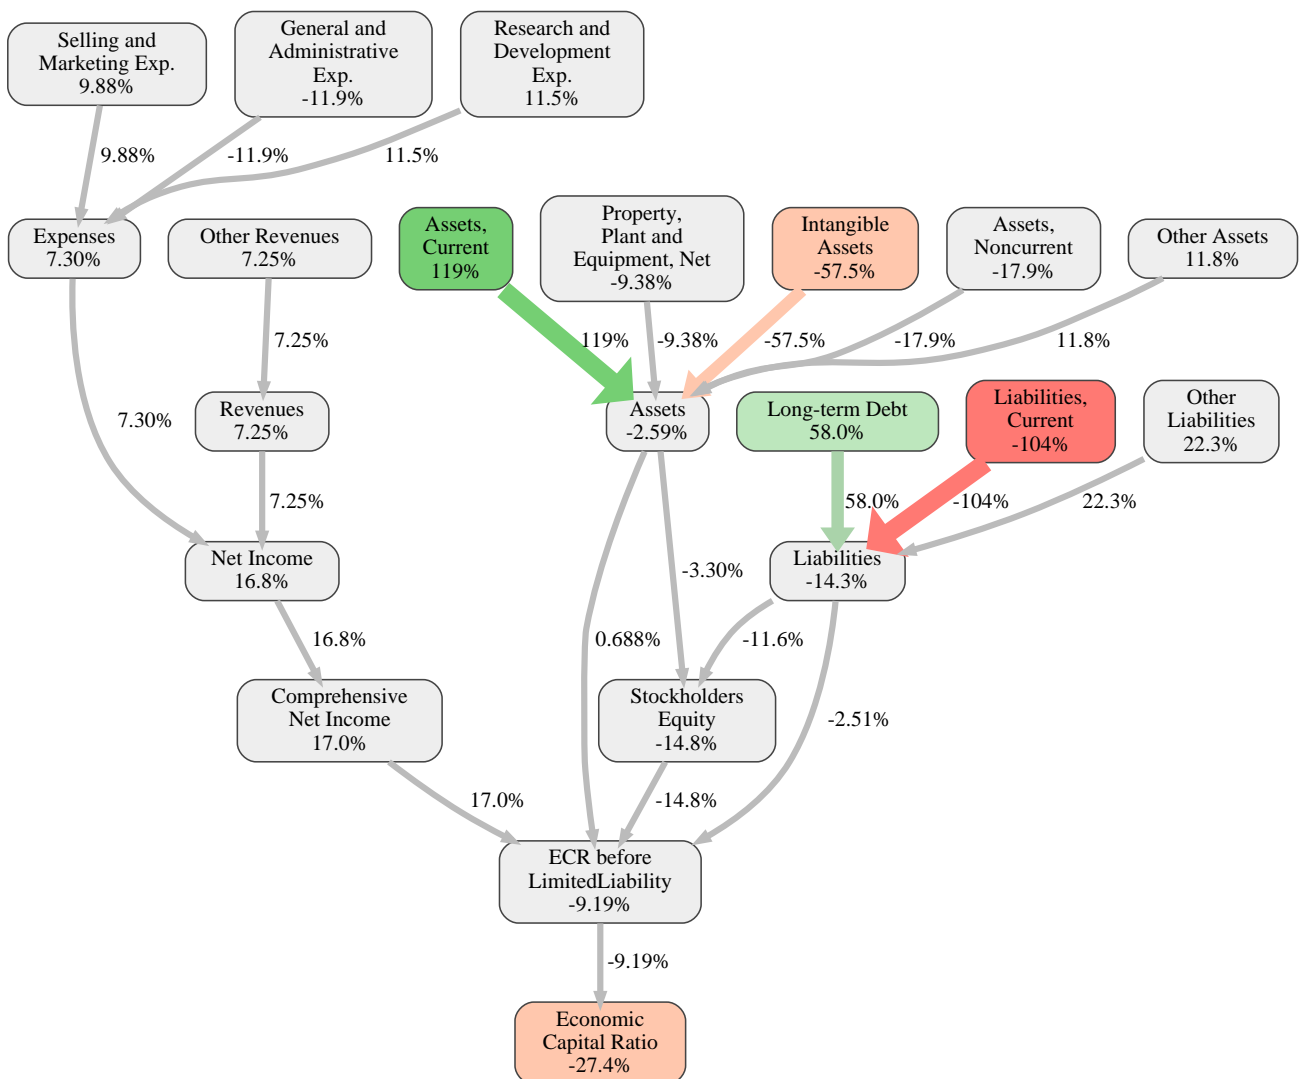 Selling and
Marketing Exp.
9.88%
General and
Administrative
Exp.
-11.9%
Research and
Development
Exp.
11.5%
9.88%
-11.9%
11.5%
Expenses
7.30%
Other Revenues
7.25%
Assets,
Current
119%
Property,
Plant and
Equipment, Net
-9.38%
Intangible
Assets
-57.5%
Assets,
Noncurrent
-17.9%
Other Assets
11.8%
7.25%
119%
-9.38%
-57.5%
-17.9%
11.8%
7.30%
Revenues
7.25%
Assets
-2.59%
Long-term Debt
58.0%
Liabilities,
Current
-104%
Other
Liabilities
22.3%
7.25%
58.0%
-104%
22.3%
Net Income
16.8%
-3.30%
Liabilities
-14.3%
16.8%
0.688%
-11.6%
Comprehensive
Net Income
17.0%
Stockholders
Equity
-14.8%
-2.51%
17.0%
-14.8%
ECR before
LimitedLiability
-9.19%
-9.19%
Economic
Capital Ratio
-27.4%